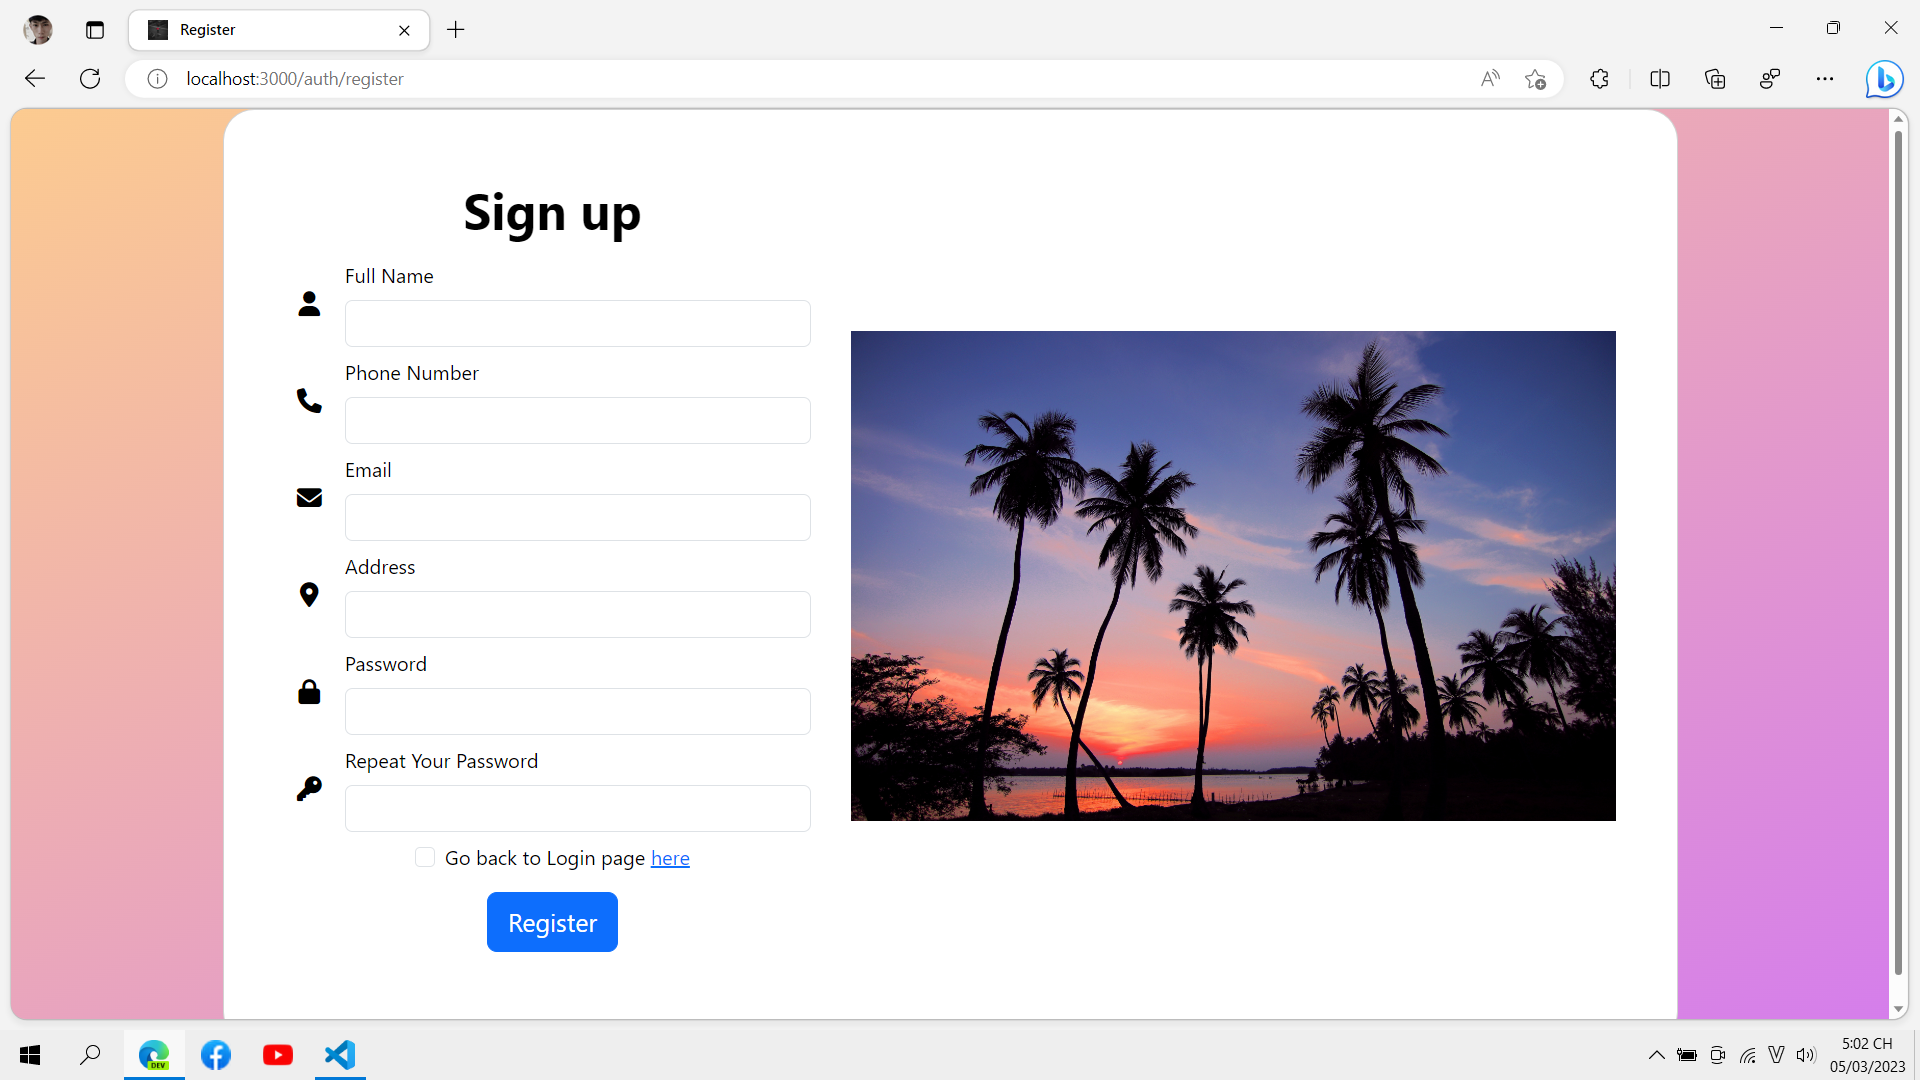 Register
localhost:3000/auth/register
Sign up
Full Name
Phone Number
Email
Address
Password
Repeat Your Password
Go back to Login page here
Register
DEV
5:02 CH
05/03/2023